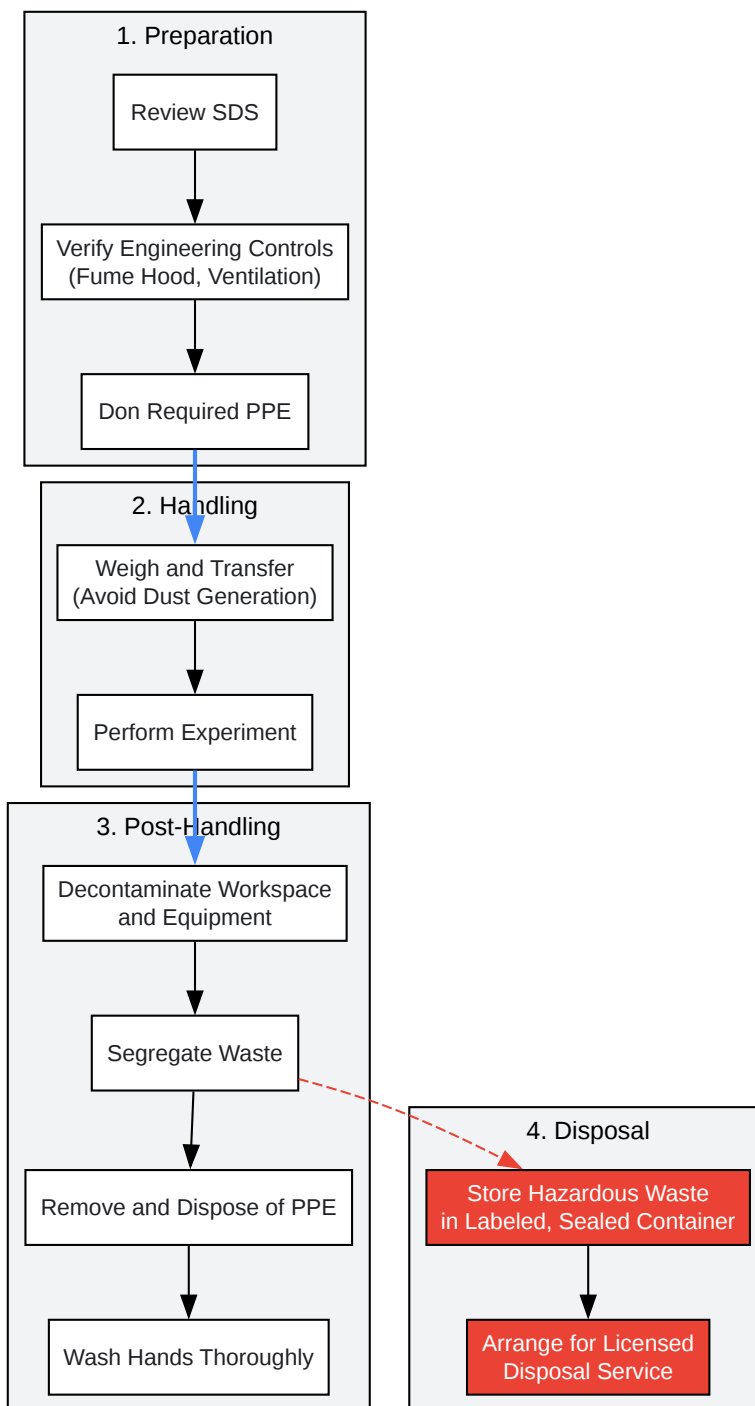 1. Preparation
Review SDS
Verify Engineering Controls
(Fume Hood, Ventilation)
Don Required PPE
2. Handling
Weigh and Transfer
(Avoid Dust Generation)
Perform Experiment
3. Post-Handling
Decontaminate Workspace
and Equipment
Segregate Waste
Remove and Dispose of PPE
Wash Hands Thoroughly
4. Disposal
Store Hazardous Waste
in Labeled, Sealed Container
Arrange for Licensed
Disposal Service